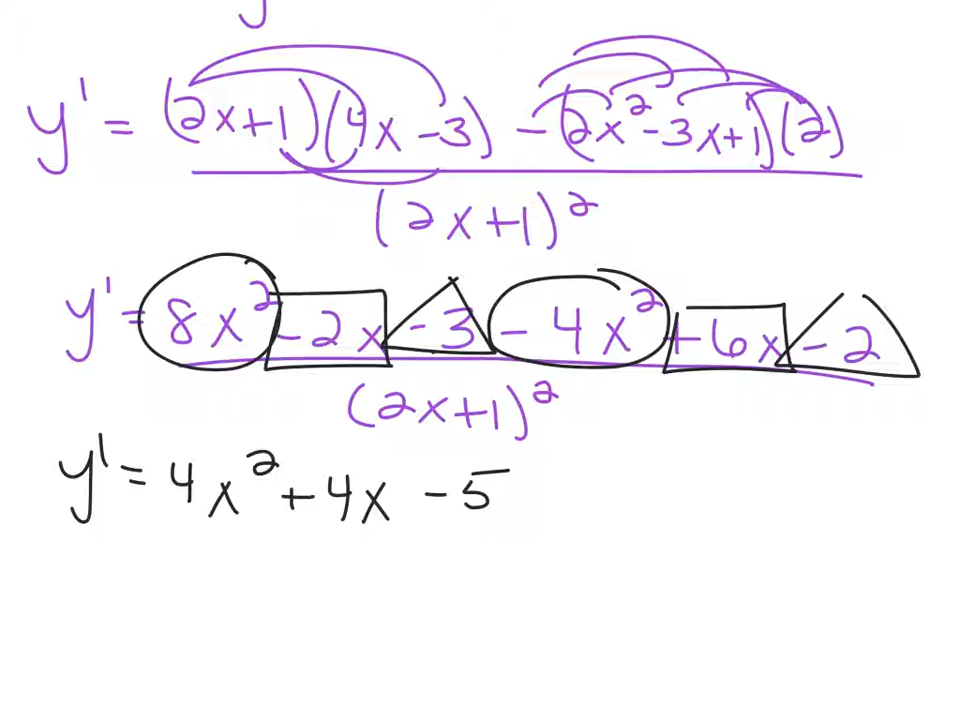 y
y' = (2x+1)(4x-3) - (2x²-3x+1)(2)
(2x+1)²
y' = 8x² - 2x - 3 - 4x² + 6x - 2
(2x+1)²
y' = 4x² + 4x - 5